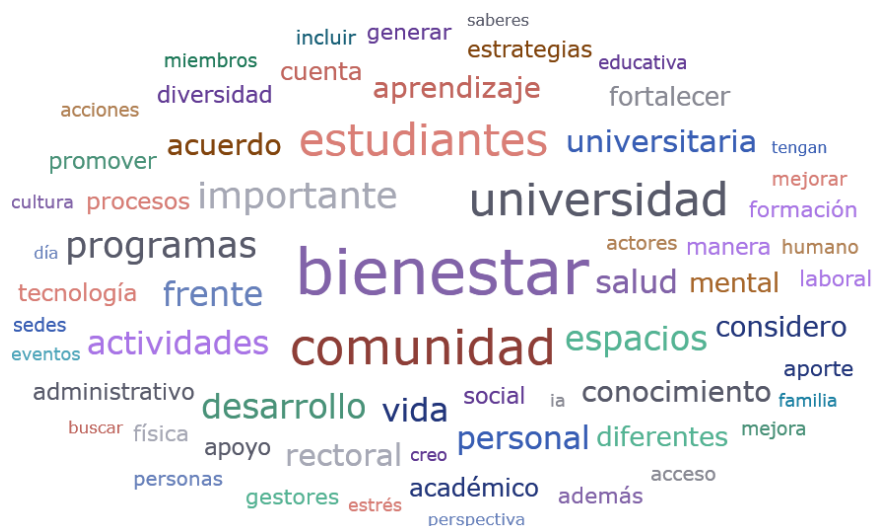 saberes
incluir generar
miembros estrategias educativa
diversidad cuenta aprendizaje fortalecer
acciones
promover acuerdo estudiantes universitaria tengan
cultura procesos importante universidad mejorar
formación
día programas bienestar actores manera humano
tecnología frente salud mental laboral
sedes
eventos actividades comunidad espacios considero
aporte
administrativo desarrollo vida social ia conocimiento familia
buscar física apoyo rectoral creo personal diferentes mejora
personas gestores estrés académico además acceso
perspectiva